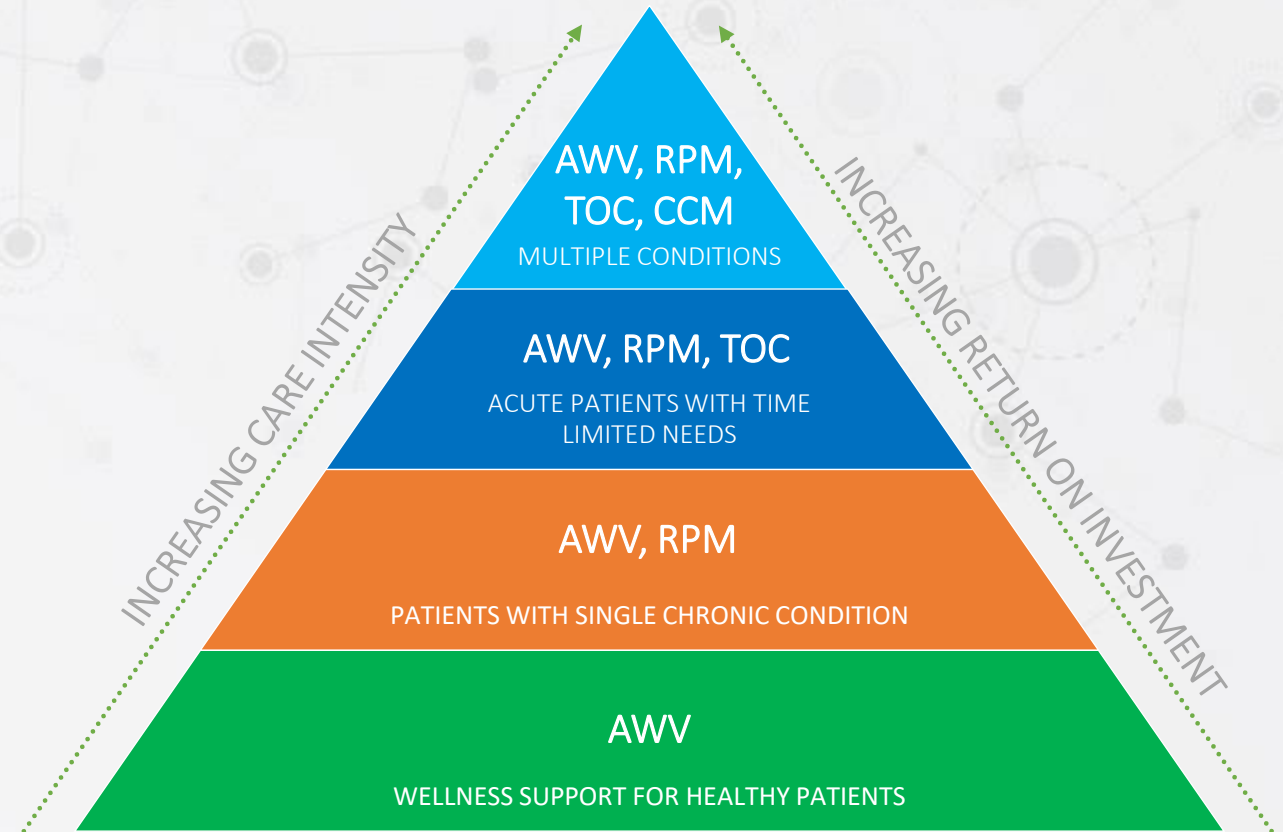 AWV, RPM,
TOC, CCM
MULTIPLE CONDITIONS
AWV, RPM, TOC
ACUTE PATIENTS WITH TIME
LIMITED NEEDS
AWV, RPM
PATIENTS WITH SINGLE CHRONIC CONDITION
AWV
WELLNESS SUPPORT FOR HEALTHY PATIENTS
INCREASING CARE INTENSITY
INCREASING RETURN ON INVESTMENT